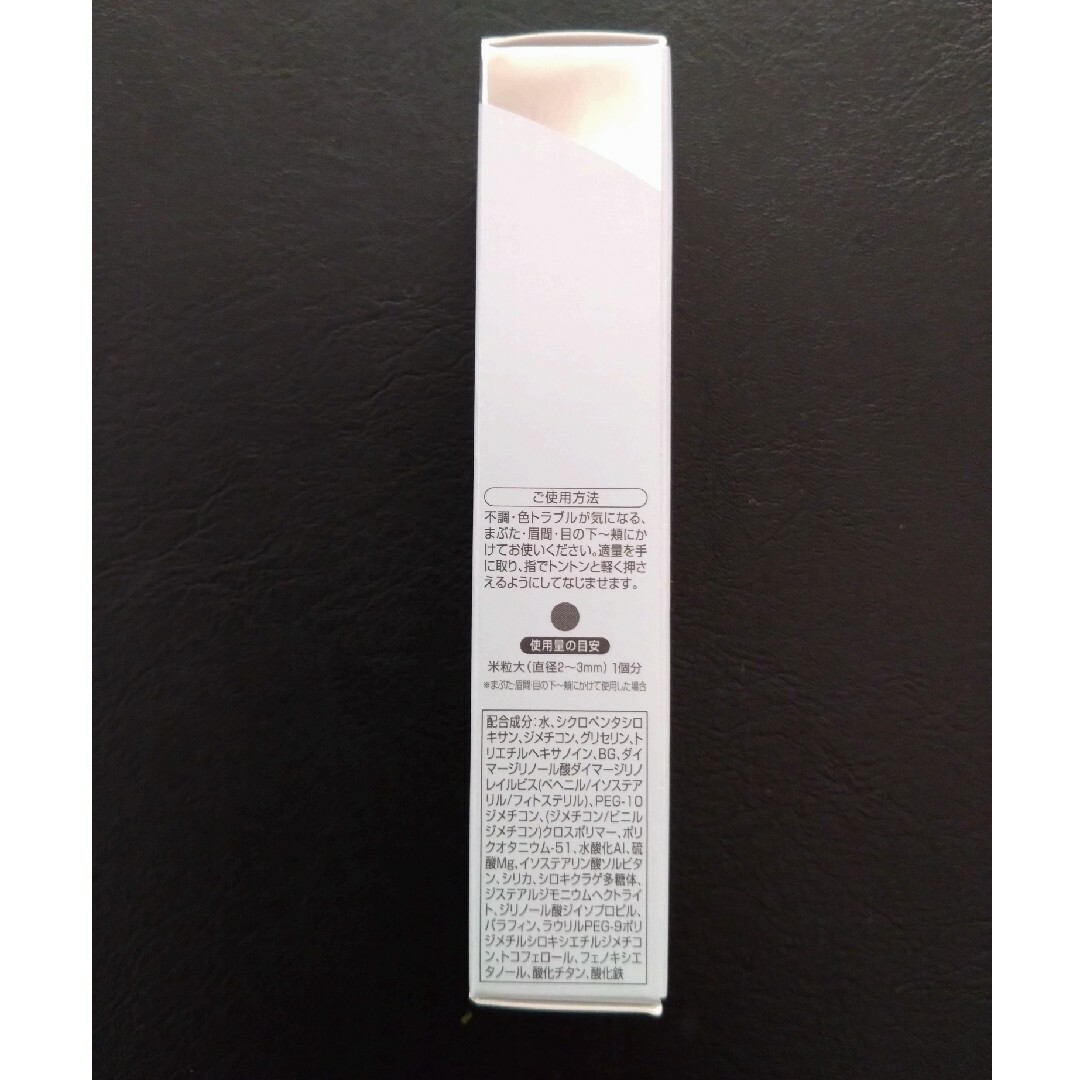 ご使用方法
不調・色トラブルが気になる、
まぶた・眉間・目の下～頬にか
けてお使いください。適量を手
に取り、指でトントンと軽く押さ
えるようにしてなじませます。
使用量の目安
米粒大(直径2～3mm)1個分
※まぶた・眉間・目の下～頬にかけて使用した場合
配合成分:水、シクロペンタシロ
キサン、ジメチコン、グリセリン、ト
リエチルヘキサノイン、BG、ダイ
マージリノール酸ダイマージリノ
レイルビス(ベヘニル/イソステア
リル/フィトステリル)、PEG-10
ジメチコン、(ジメチコン/ビニル
ジメチコン)クロスポリマー、ポリ
クオタニウム-51、水酸化Al、硫
酸Mg、イソステアリン酸ソルビタ
ン、シリカ、シロキクラゲ多糖体、
ジステアルジモニウムヘクトライ
ト、ジリノール酸ジイソプロピル、
パラフィン、ラウリルPEG-9ポリ
ジメチルシロキシエチルジメチコ
ン、トコフェロール、フェノキシエ
タノール、酸化チタン、酸化鉄